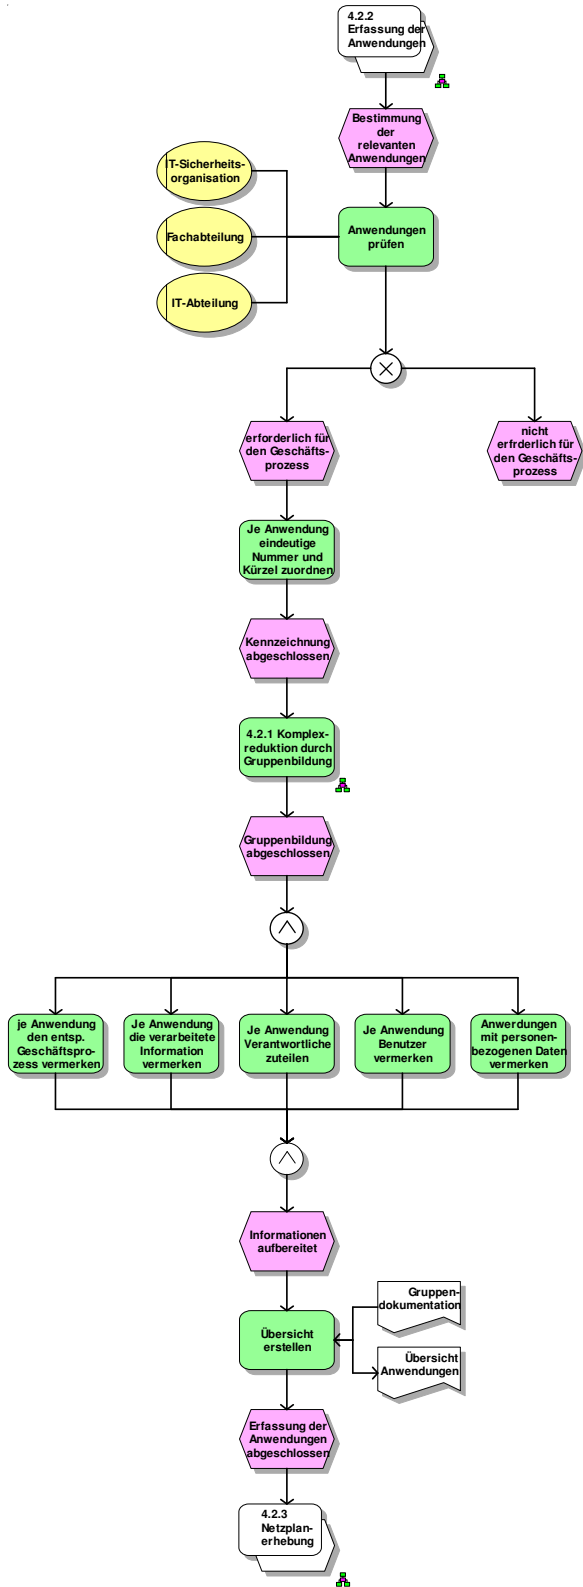 4.2.2
Erfassung der
Anwendungen
Bestimmung
der
relevanten
Anwendungen
IT-Sicherheits-
organisation
Fachabteilung
IT-Abteilung
Anwendungen
prüfen
erforderlich für
den Geschäfts-
prozess
nicht
erfrderlich für
den Geschäfts-
prozess
Je Anwendung
eindeutige
Nummer und
Kürzel zuordnen
Kennzeichnung
abgeschlossen
4.2.1 Komplex-
reduktion durch
Gruppenbildung
Gruppenbildung
abgeschlossen
je Anwendung
den entsp.
Geschäftspro-
zess vermerken
Je Anwendung
die verarbeitete
Information
vermerken
Je Anwendung
Verantwortliche
zuteilen
Je Anwendung
Benutzer
vermerken
Anwerdungen
mit personen-
bezogenen Daten
vermerken
Informationen
aufbereitet
Gruppen-
dokumentation
Übersicht
erstellen
Übersicht
Anwendungen
Erfassung der
Anwendungen
abgeschlossen
4.2.3
Netzplan-
erhebung